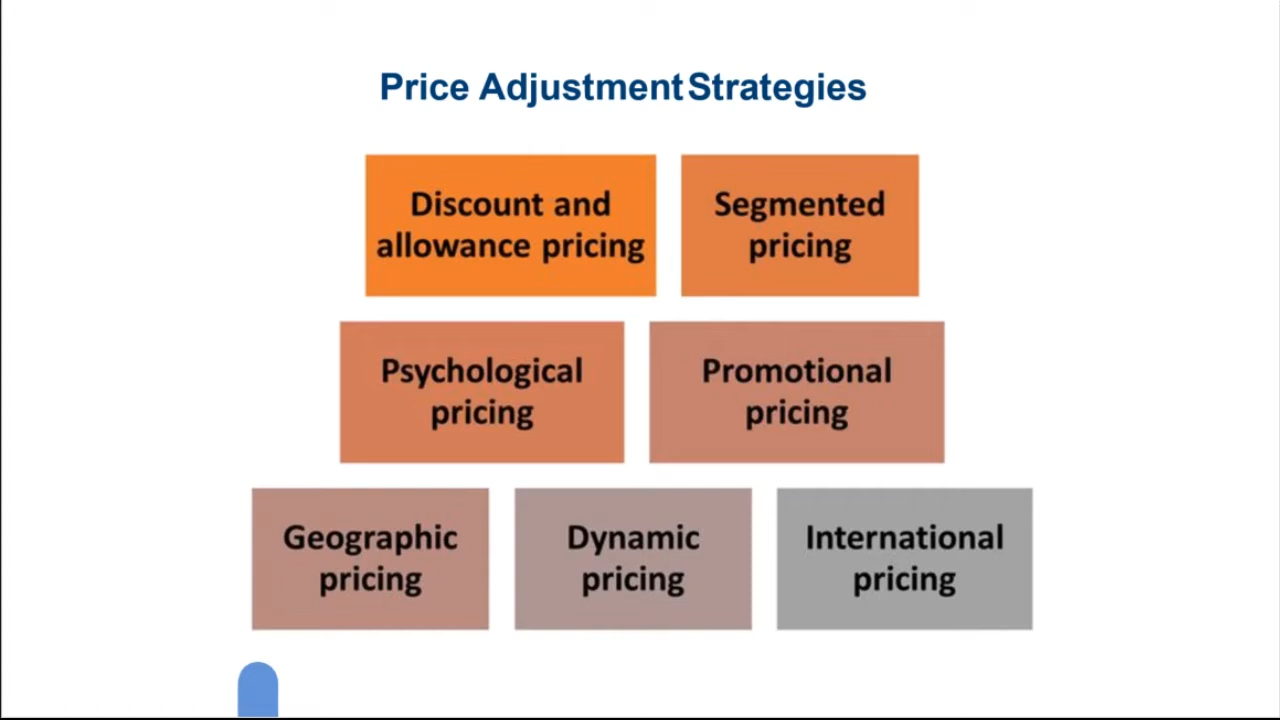 Price Adjustment Strategies
Discount and
allowance pricing
Segmented
pricing
Psychological
pricing
Promotional
pricing
Geographic
pricing
Dynamic
pricing
International
pricing